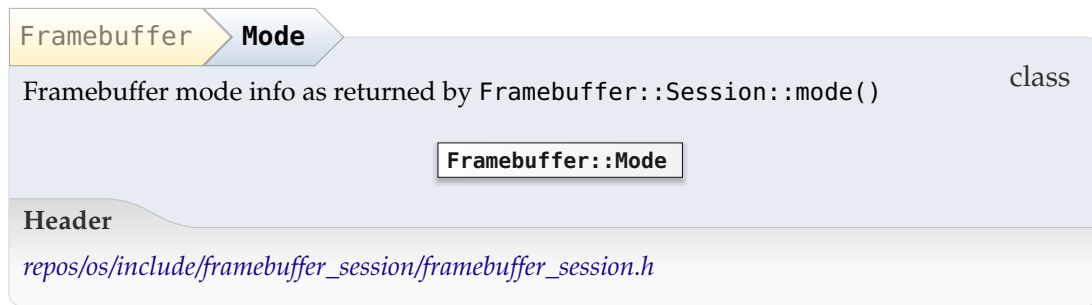 Framebuffer Mode
class
Framebuffer mode info as returned by Framebuffer::Session::mode()
Framebuffer::Mode
Header
repos/os/include/framebuffer_session/framebuffer_session.h